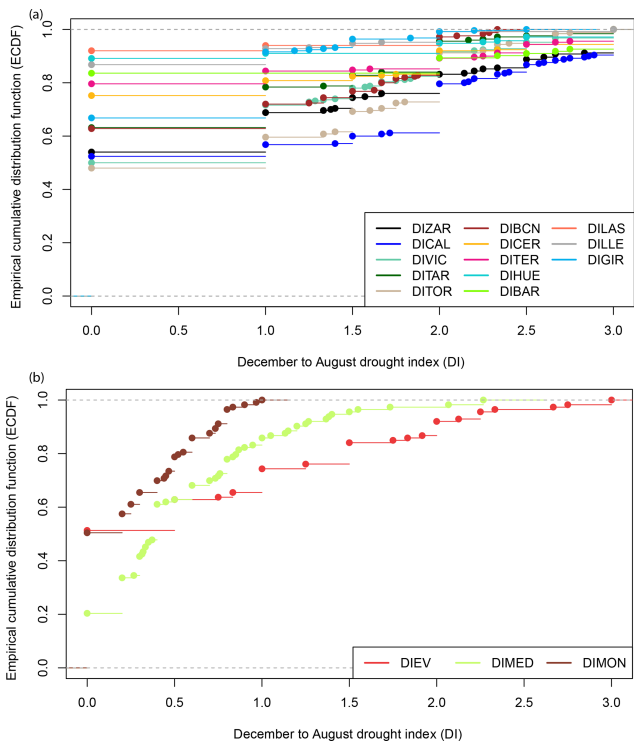 (a)
Empirical cumulative distribution function (ECDF)
1.0
0.8
0.6
0.4
0.2
0.0
DIZAR DIBCN DILAS
DICAL DICER DILLE
DIVIC DITER DIGIR
DITAR DIHUE
DITOR DIBAR
0.0 0.5 1.0 1.5 2.0 2.5 3.0
December to August drought index (DI)
(b)
Empirical cumulative distribution function (ECDF)
1.0
0.8
0.6
0.4
0.2
0.0
DIEV DIMED DIMON
0.0 0.5 1.0 1.5 2.0 2.5 3.0
December to August drought index (DI)